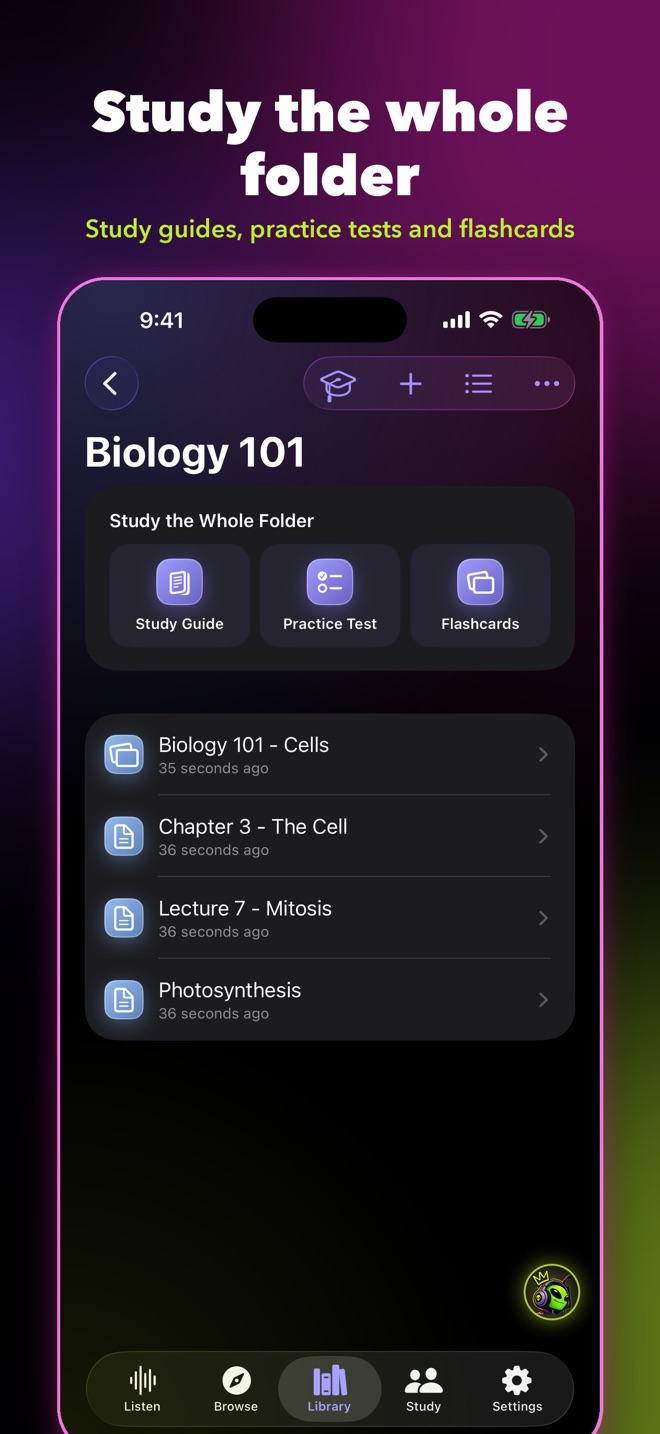 Study the whole
folder
Study guides, practice tests and flashcards
9:41
Biology 101
Study the Whole Folder
Study Guide
Practice Test
Flashcards
Biology 101 - Cells
35 seconds ago
Chapter 3 - The Cell
36 seconds ago
Lecture 7 - Mitosis
36 seconds ago
Photosynthesis
36 seconds ago
Listen
Browse
Library
Study
Settings